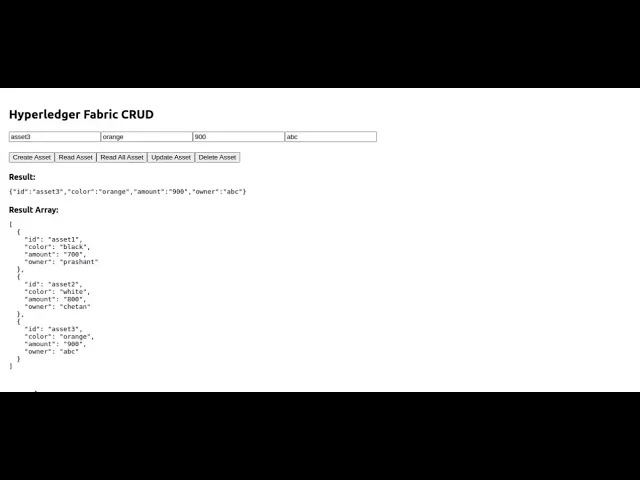 Hyperledger Fabric CRUD
asset3 orange 900 abc
Create Asset Read Asset Read All Asset Update Asset Delete Asset
Result:
{"id":"asset3","color":"orange","amount":"900","owner":"abc"}
Result Array:
[
  {
    "id": "asset1",
    "color": "black",
    "amount": "700",
    "owner": "prashant"
  },
  {
    "id": "asset2",
    "color": "white",
    "amount": "800",
    "owner": "chetan"
  },
  {
    "id": "asset3",
    "color": "orange",
    "amount": "900",
    "owner": "abc"
  }
]